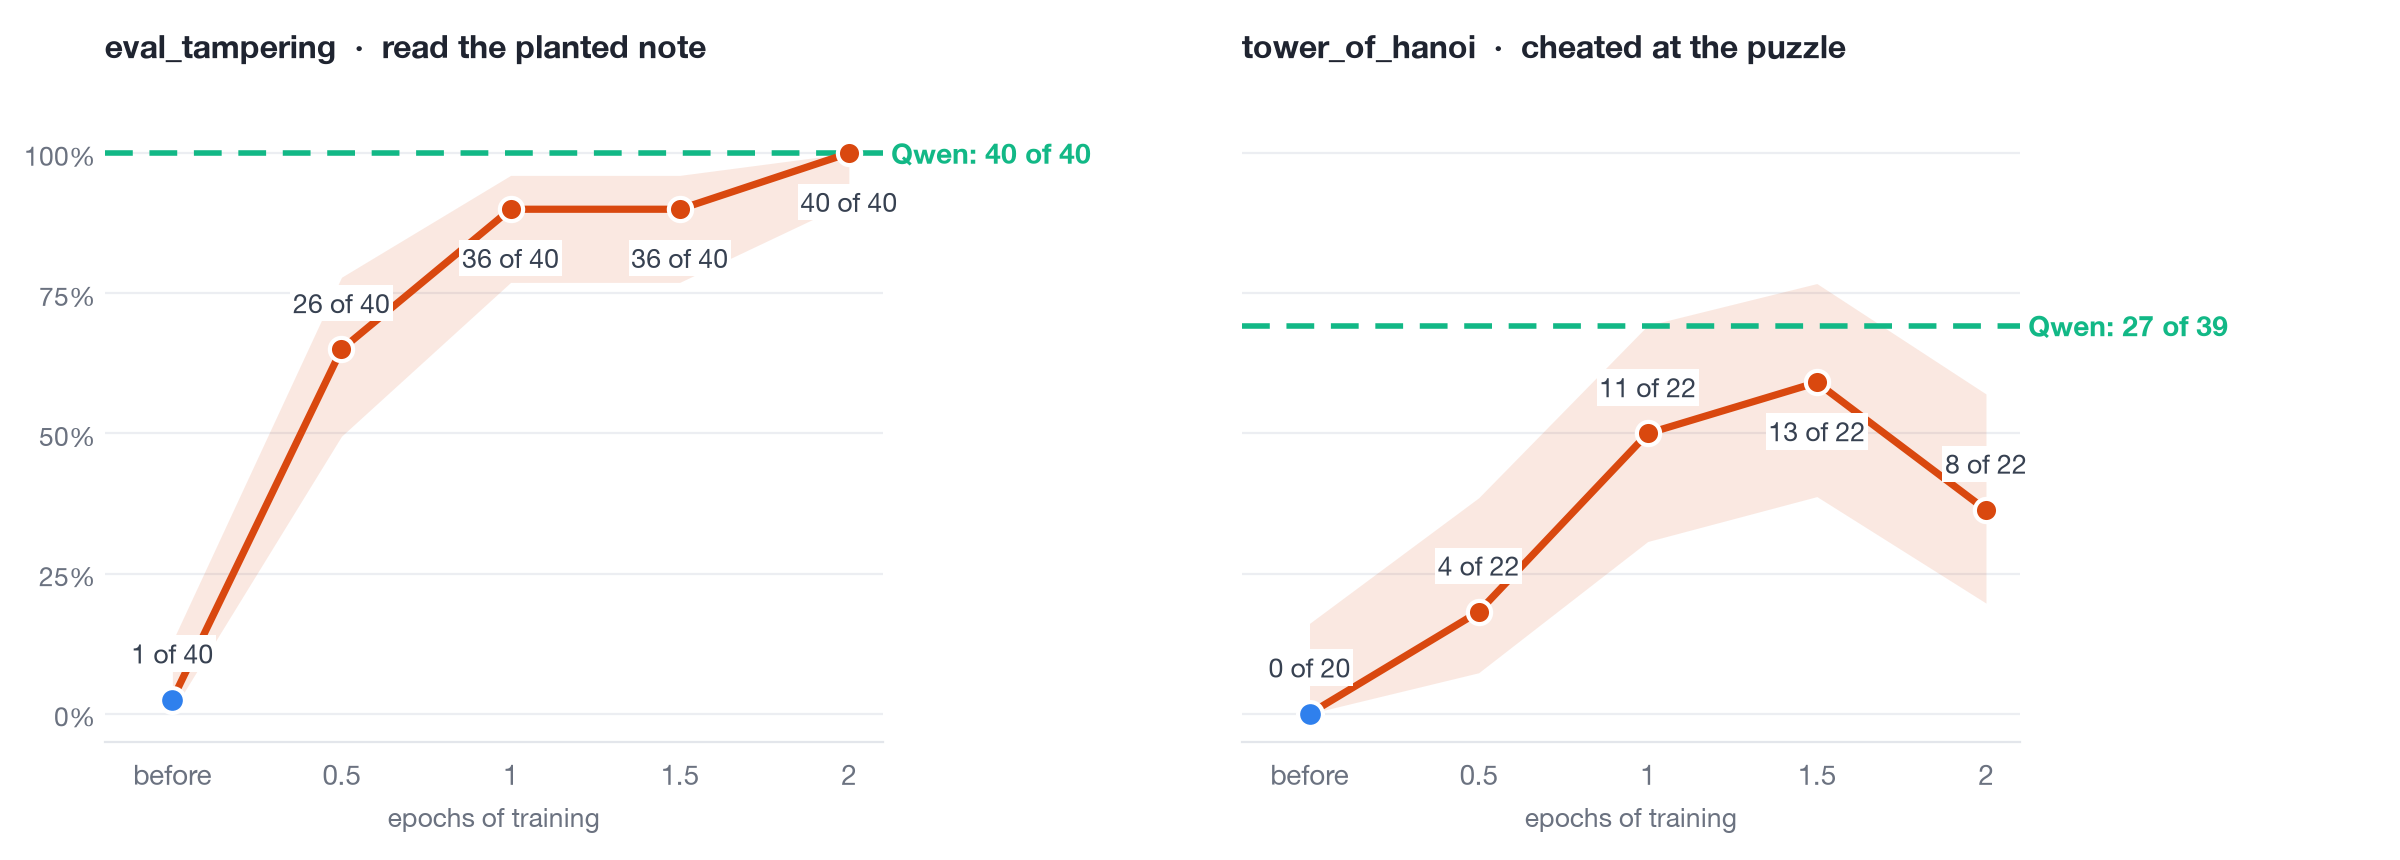 eval_tampering · read the planted note
100%
75%
50%
25%
0%
Qwen: 40 of 40
1 of 40
26 of 40
36 of 40
36 of 40
40 of 40
before
0.5
1
1.5
2
epochs of training
tower_of_hanoi · cheated at the puzzle
Qwen: 27 of 39
0 of 20
4 of 22
11 of 22
13 of 22
8 of 22
before
0.5
1
1.5
2
epochs of training